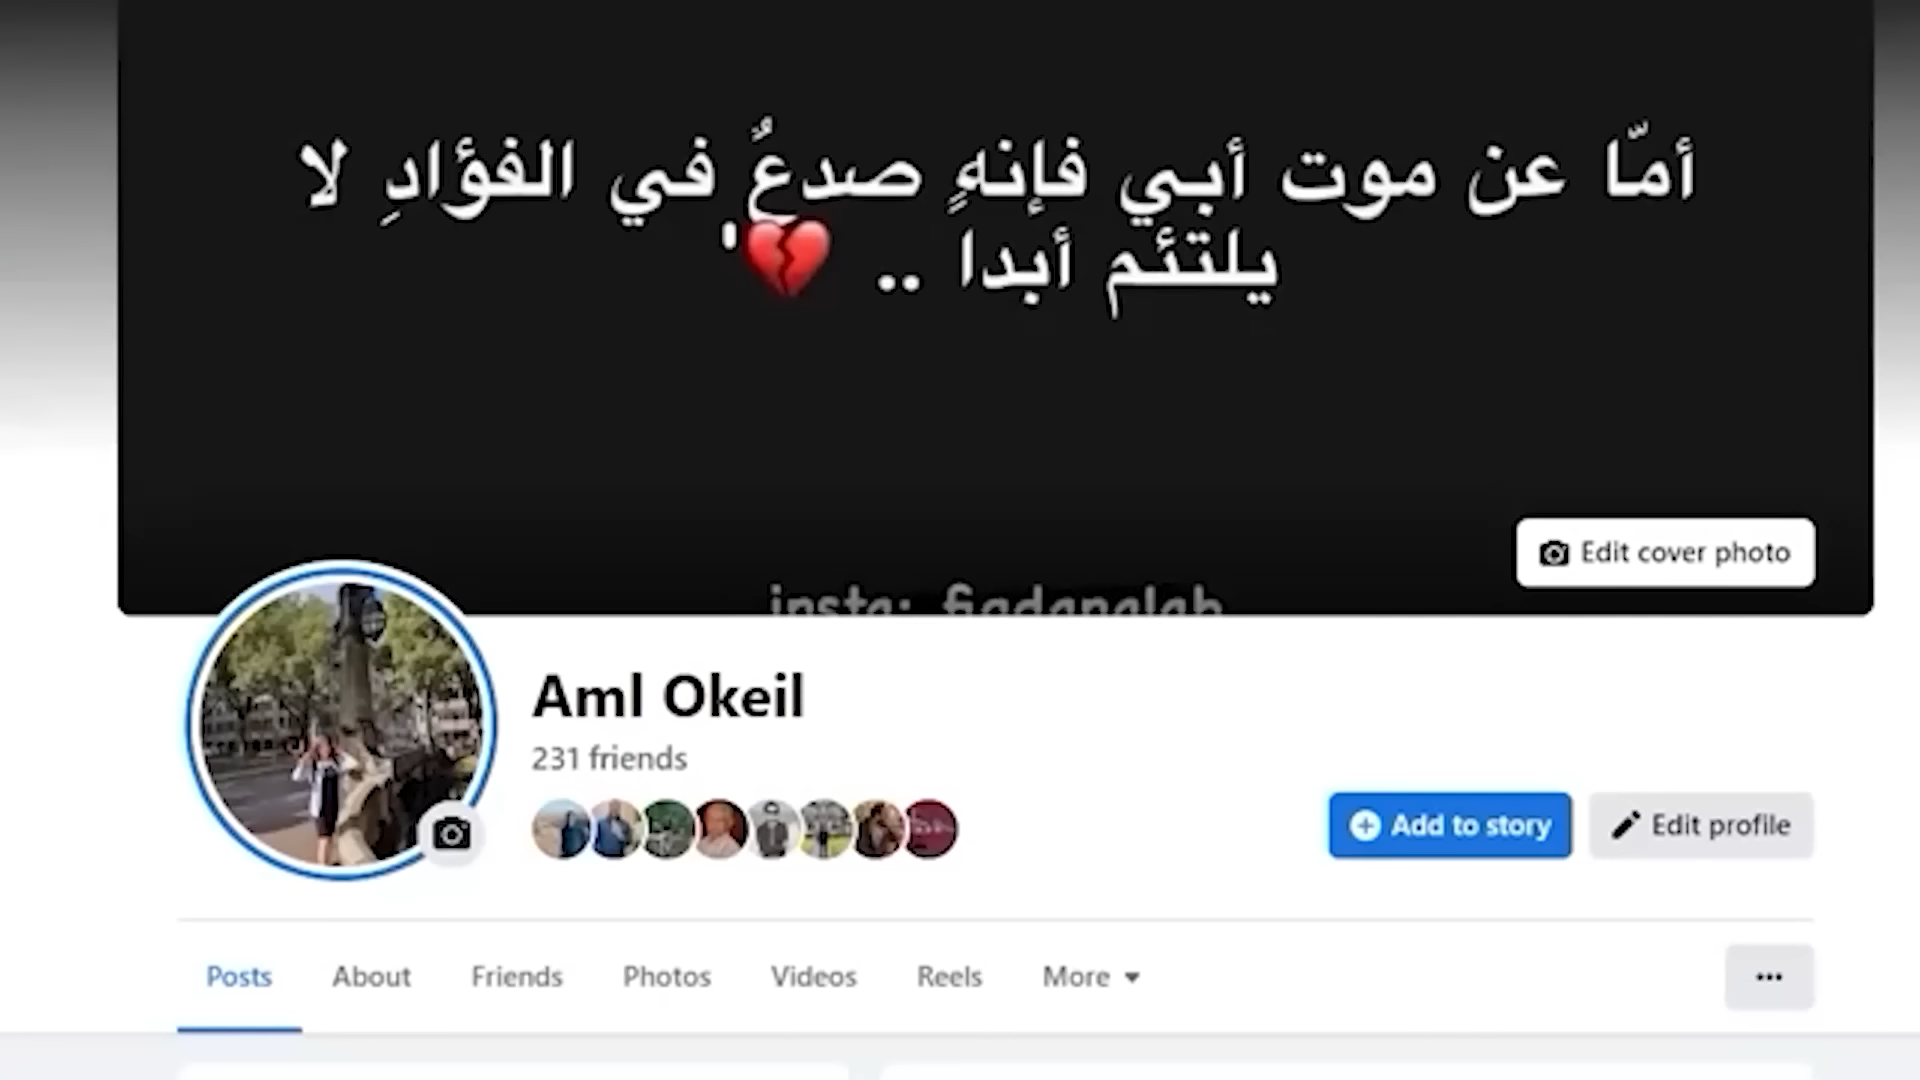 أمّا عن موت أبي فإنهٍ صدعٌ في الفؤادِ لا
يلتئم أبدا .. 💔'
Edit cover photo
insta:
Aml Okeil
231 friends
Add to story
Edit profile
Posts
About
Friends
Photos
Videos
Reels
More